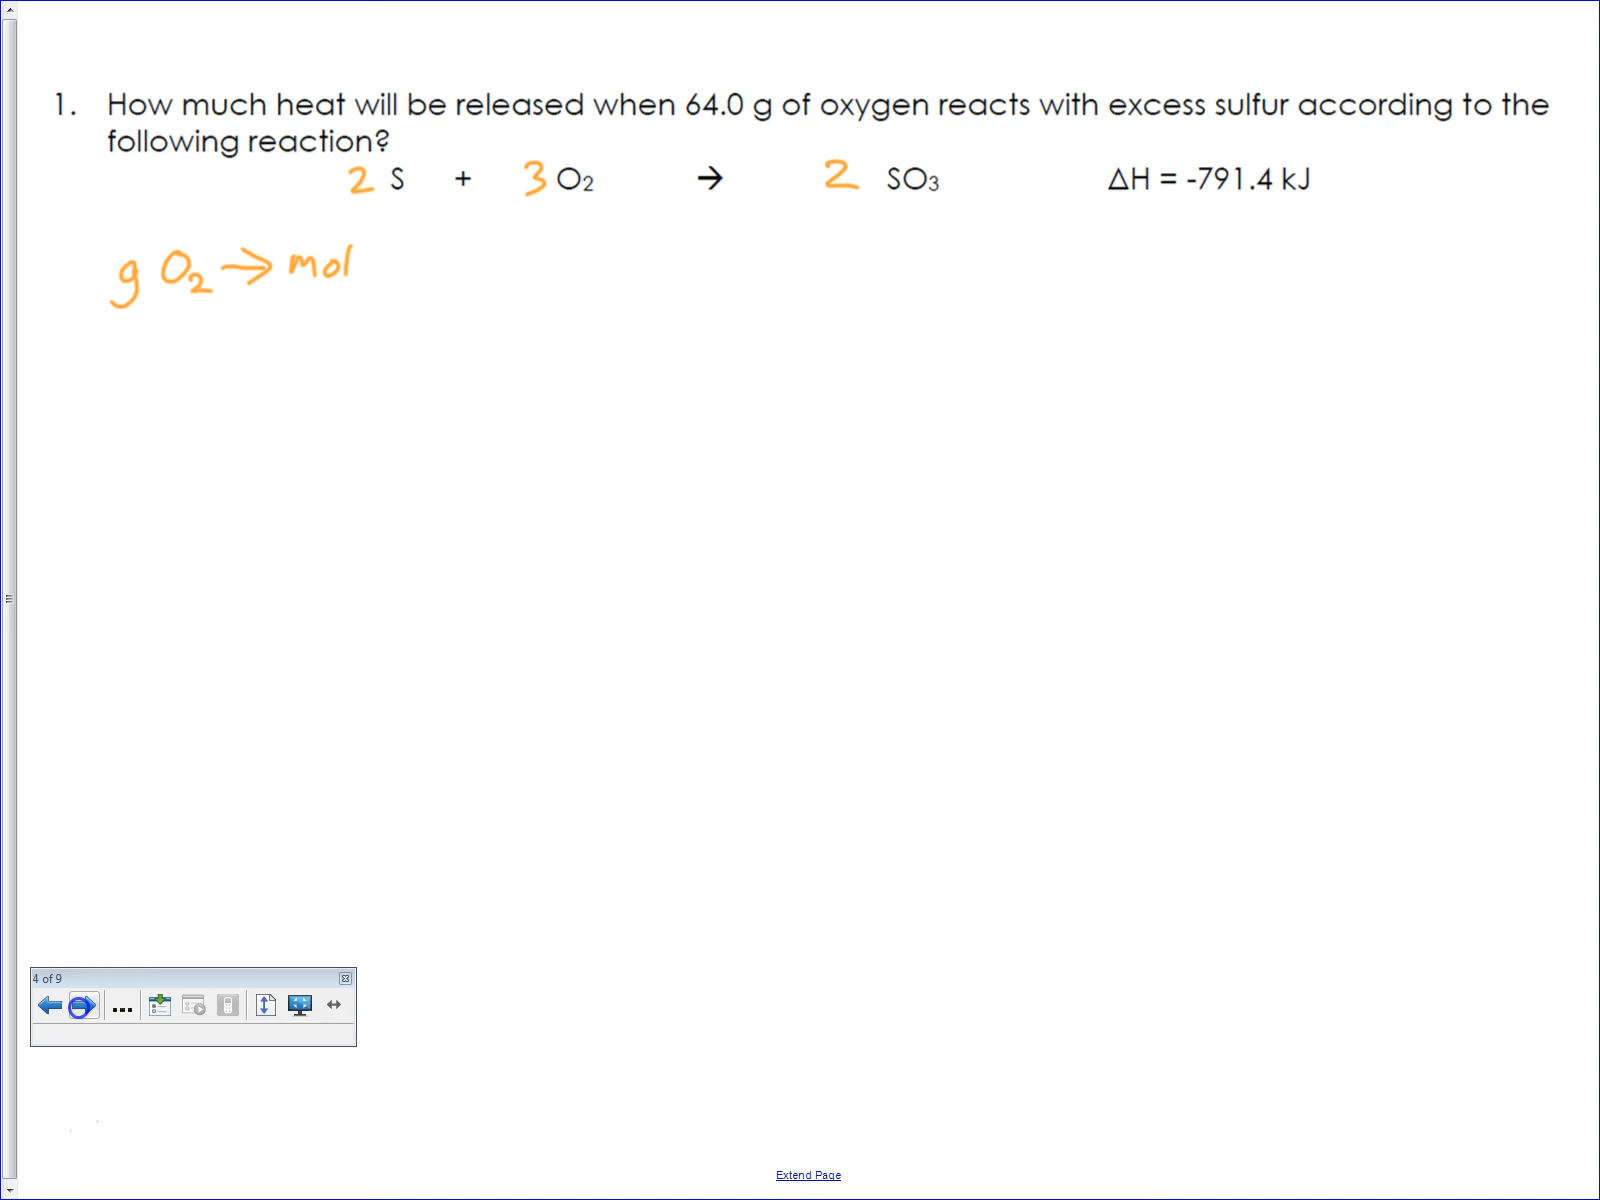 1. How much heat will be released when 64.0 g of oxygen reacts with excess sulfur according to the
following reaction?
2 S + 3 O₂ → 2 SO₃ ΔH = -791.4 kJ
g O₂ → mol
4 of 9
...
Extend Page